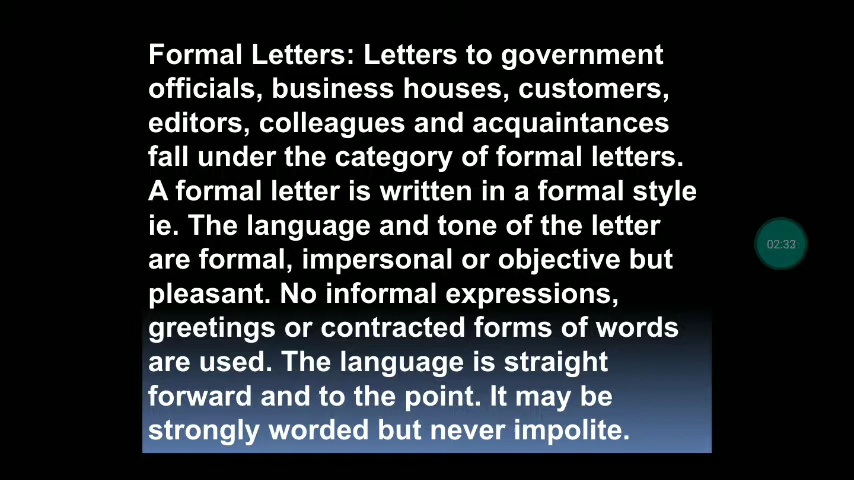 Formal Letters: Letters to government
officials, business houses, customers,
editors, colleagues and acquaintances
fall under the category of formal letters.
A formal letter is written in a formal style
ie. The language and tone of the letter
are formal, impersonal or objective but
pleasant. No informal expressions,
greetings or contracted forms of words
are used. The language is straight
forward and to the point. It may be
strongly worded but never impolite.
02:33